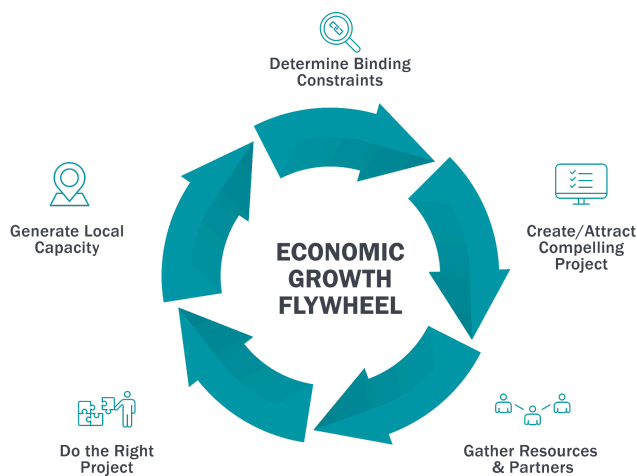 Determine Binding
Constraints
Create/Attract
Compelling
Project
Gather Resources
& Partners
Do the Right
Project
Generate Local
Capacity
ECONOMIC
GROWTH
FLYWHEEL